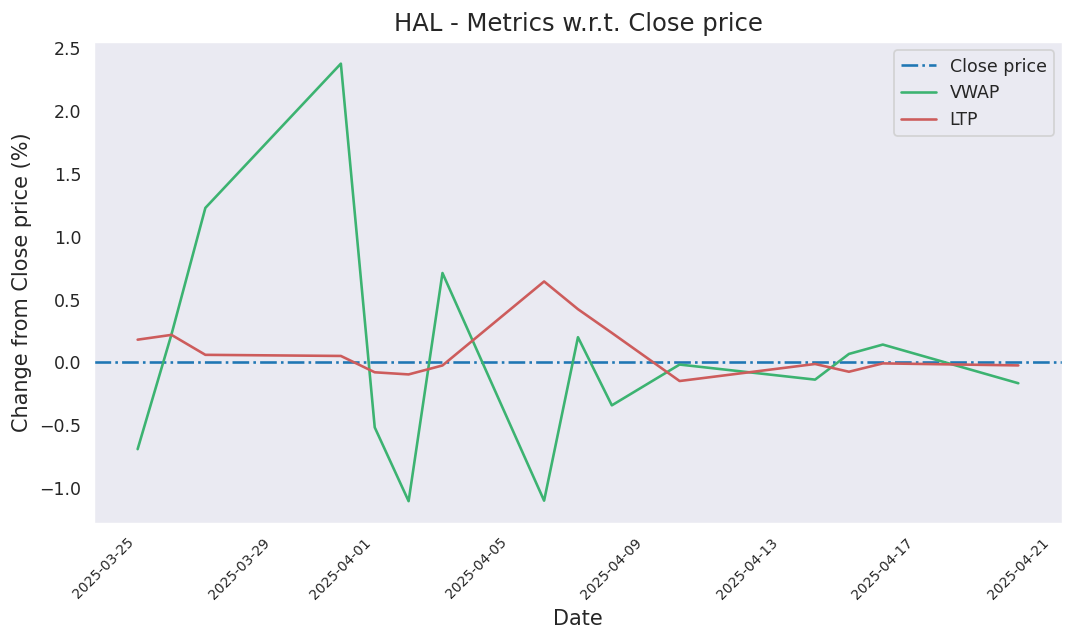 HAL - Metrics w.r.t. Close price
Change from Close price (%)
2.5
2.0
1.5
1.0
0.5
0.0
−0.5
−1.0
Close price
VWAP
LTP
2025-03-25
2025-03-29
2025-04-01
2025-04-05
2025-04-09
2025-04-13
2025-04-17
2025-04-21
Date